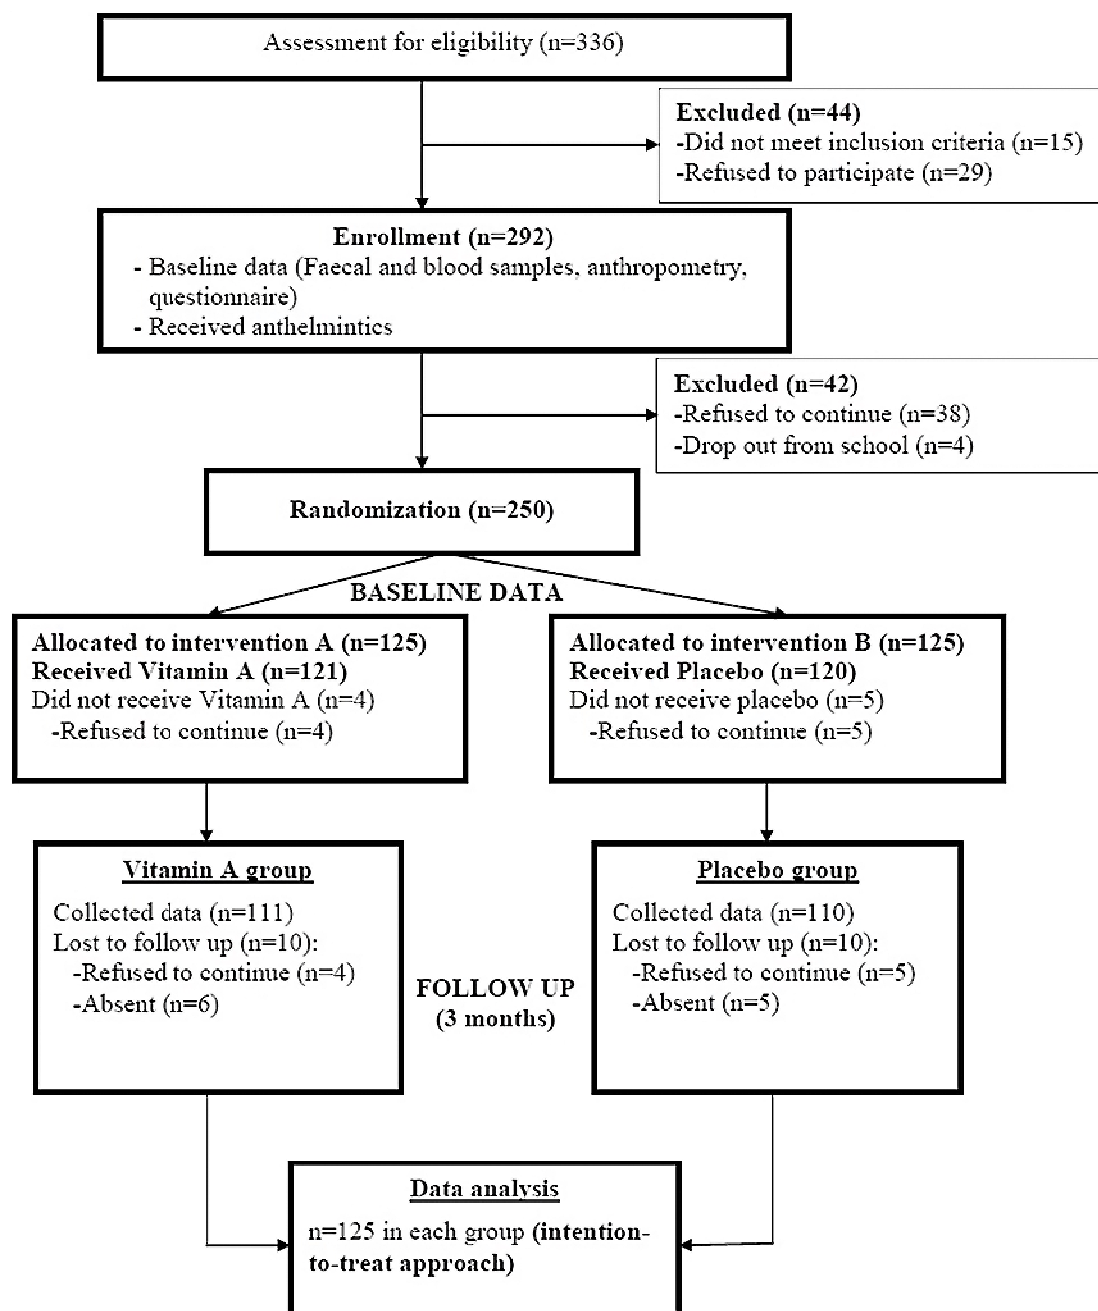 Assessment for eligibility (n=336)
Excluded (n=44)
-Did not meet inclusion criteria (n=15)
-Refused to participate (n=29)
Enrollment (n=292)
- Baseline data (Faecal and blood samples, anthropometry,
questionnaire)
- Received anthelmintics
Excluded (n=42)
-Refused to continue (n=38)
-Drop out from school (n=4)
Randomization (n=250)
BASELINE DATA
Allocated to intervention A (n=125)
Received Vitamin A (n=121)
Did not receive Vitamin A (n=4)
-Refused to continue (n=4)
Allocated to intervention B (n=125)
Received Placebo (n=120)
Did not receive placebo (n=5)
-Refused to continue (n=5)
Vitamin A group
Collected data (n=111)
Lost to follow up (n=10):
-Refused to continue (n=4)
-Absent (n=6)
FOLLOW UP
(3 months)
Placebo group
Collected data (n=110)
Lost to follow up (n=10):
-Refused to continue (n=5)
-Absent (n=5)
Data analysis
n=125 in each group (intention-
to-treat approach)